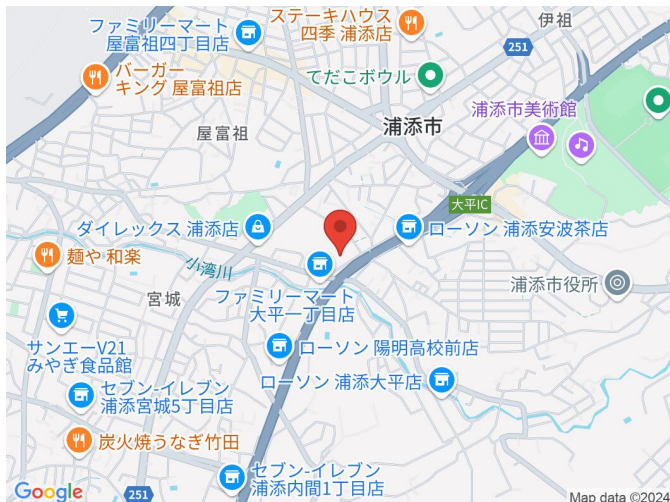 ステーキハウス
四季 浦添店
伊祖
ファミリーマート
屋富祖四丁目店
251
てだこボウル
バーガー
キング 屋富祖店
浦添市美術館
浦添市
屋富祖
大平IC
ダイレックス 浦添店
ローソン 浦添安波茶店
麺や 和楽
小湾川
浦添市役所
宮城
ファミリーマート
大平一丁目店
サンエーV21
みやぎ食品館
ローソン 陽明高校前店
ローソン 浦添大平店
セブン-イレブン
浦添宮城5丁目店
炭火焼うなぎ竹田
セブン-イレブン
浦添内間1丁目店
Google
251
Map data ©2024